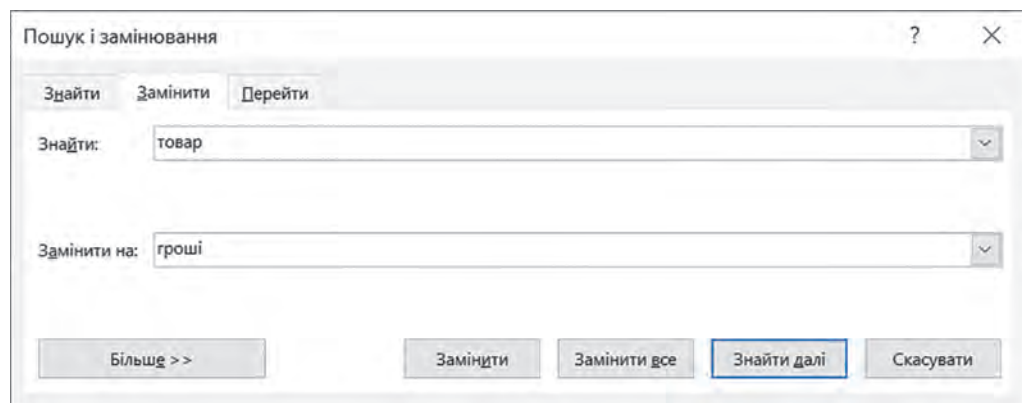 Пошук і замінювання ? ×
Знайти Замінити Перейти
Знайти: товар
Замінити на: гроші
Більше >> Замінити Замінити все Знайти далі Скасувати